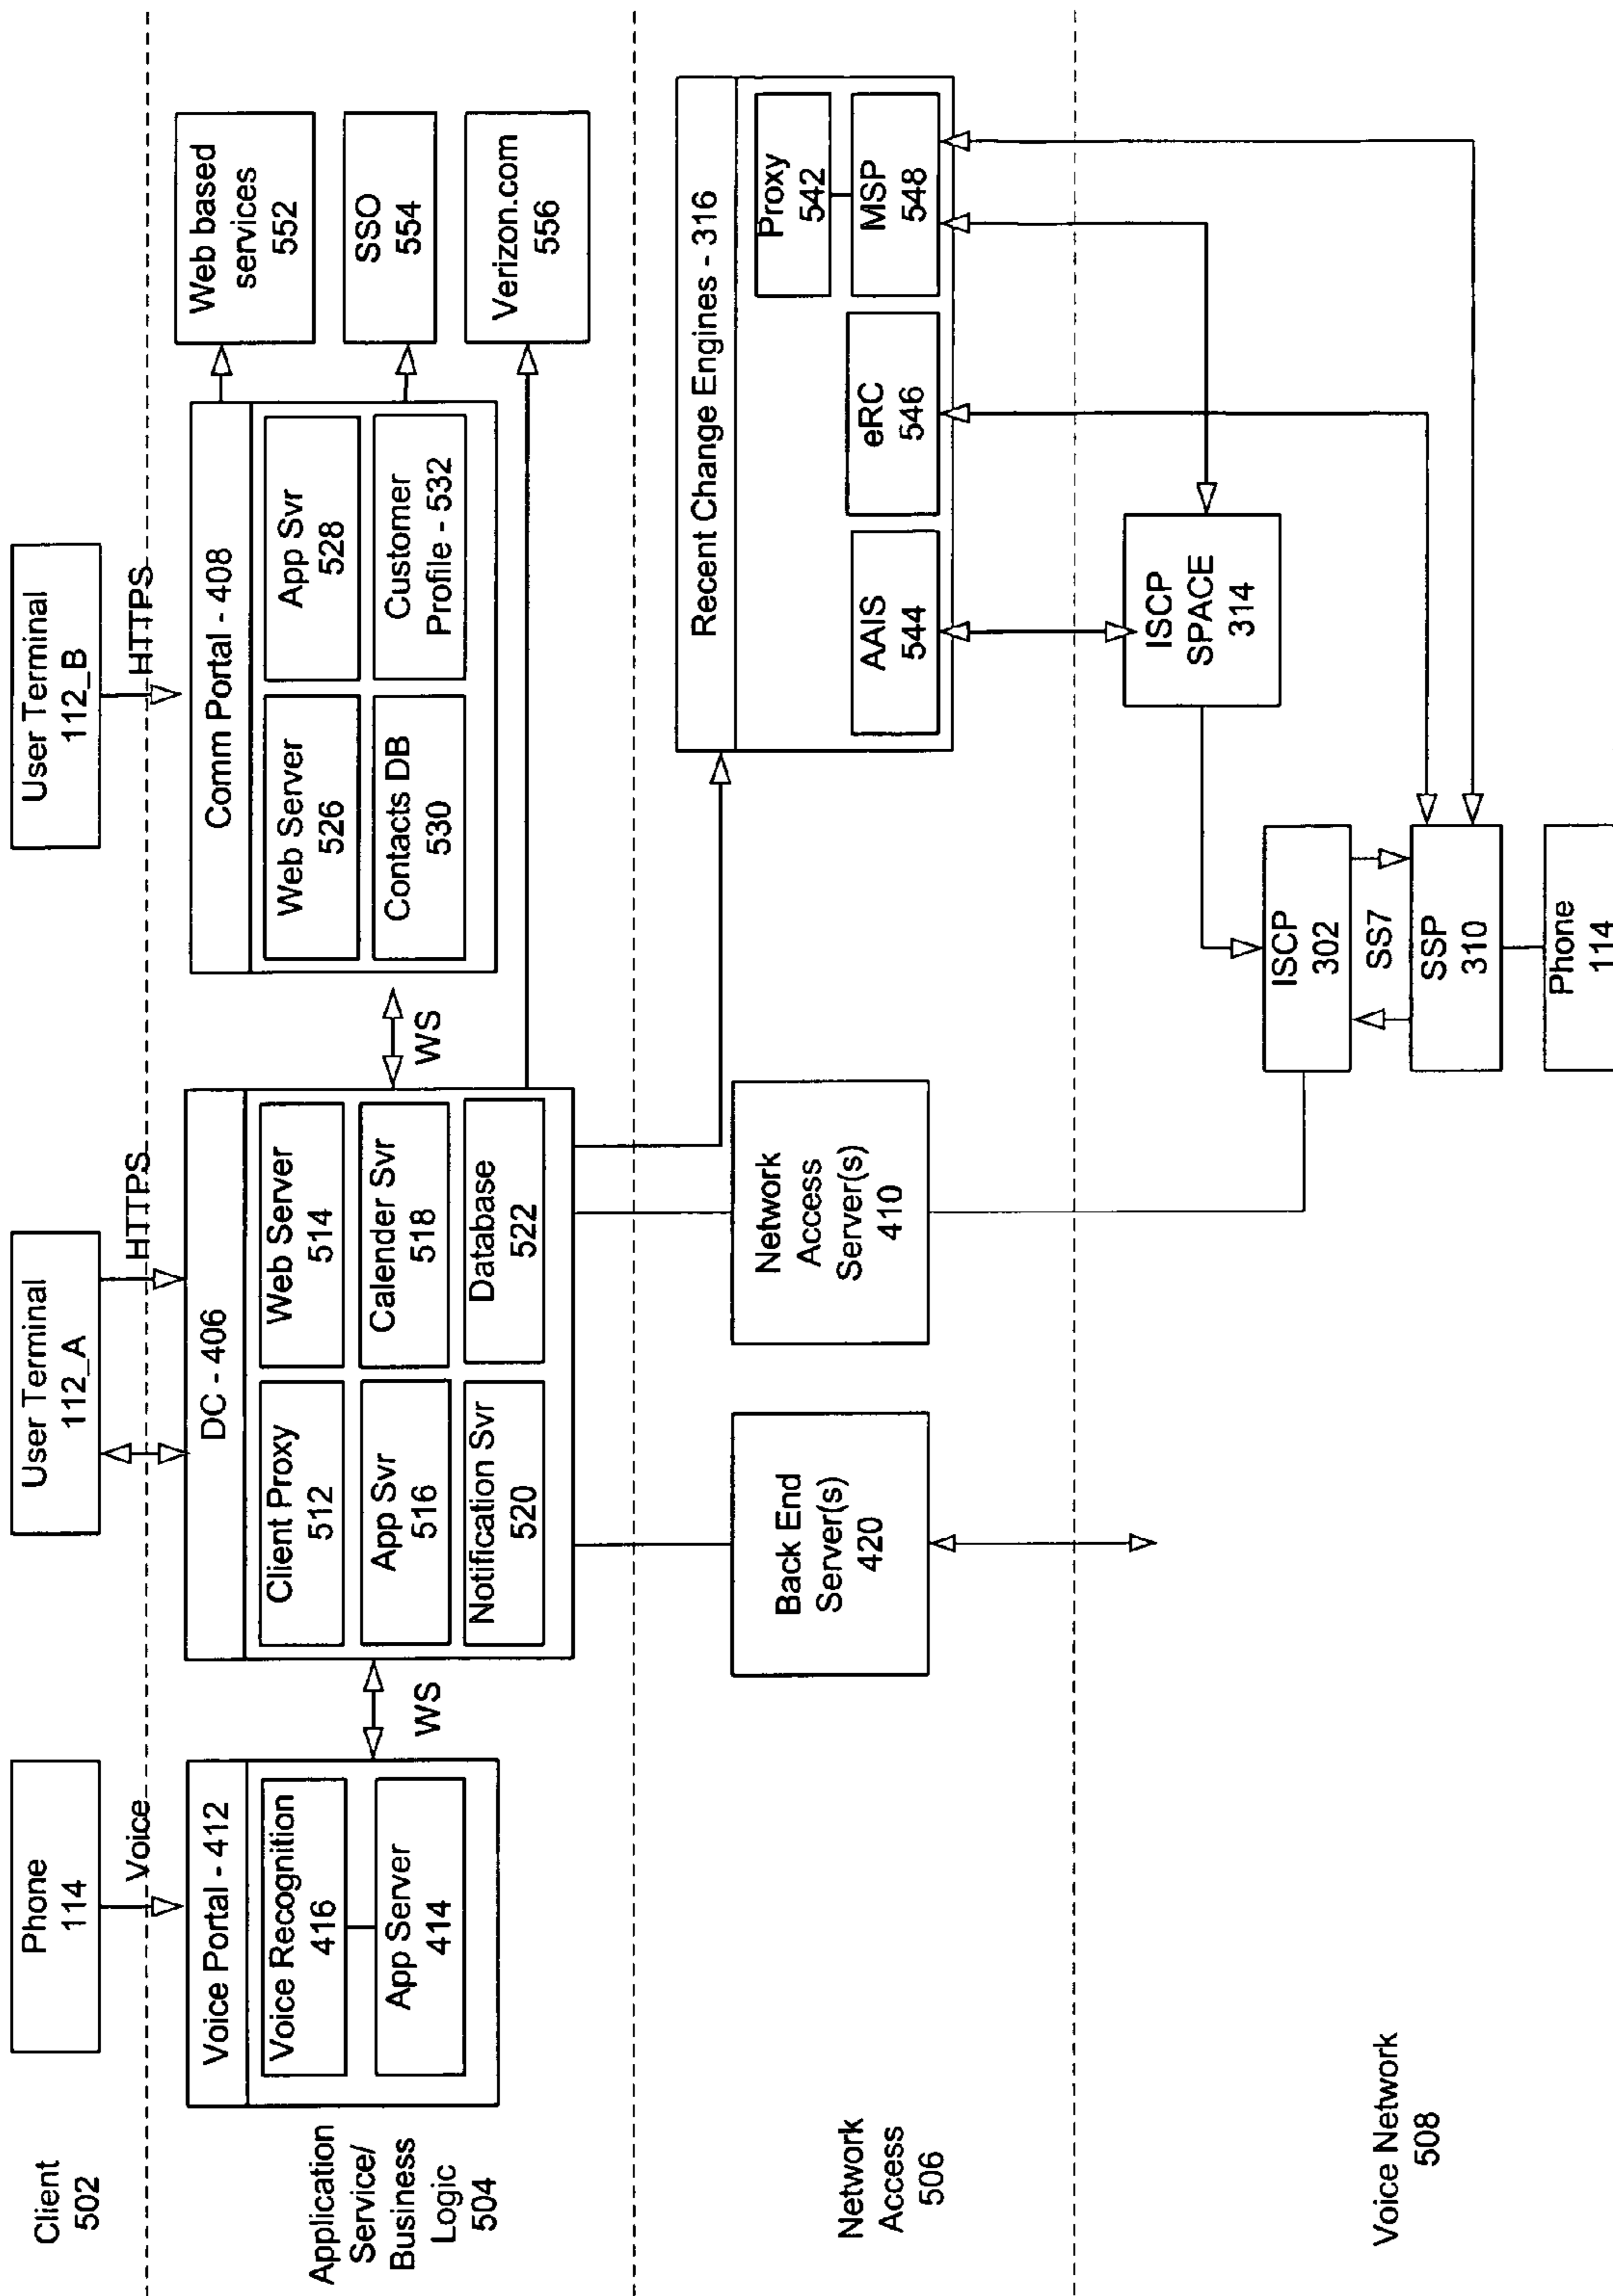 Client
502
Phone
114
User Terminal
112_A
User Terminal
112_B
Voice
HTTPS
HTTPS
Application
Service/
Business
Logic
504
Voice Portal - 412
Voice Recognition
416
App Server
414
WS
DC - 406
Client Proxy
512
Web Server
514
App Svr
516
Calender Svr
518
Notification Svr
520
Database
522
WS
Comm Portal - 408
Web Server
526
App Svr
528
Contacts DB
530
Customer
Profile - 532
Web based
services
552
SSO
554
Verizon.com
556
Network
Access
506
Back End
Server(s)
420
Network
Access
Server(s)
410
Recent Change Engines - 316
AAIS
544
eRC
546
Proxy
542
MSP
548
Voice Network
508
ISCP
SPACE
314
ISCP
302
SS7
SSP
310
Phone
114